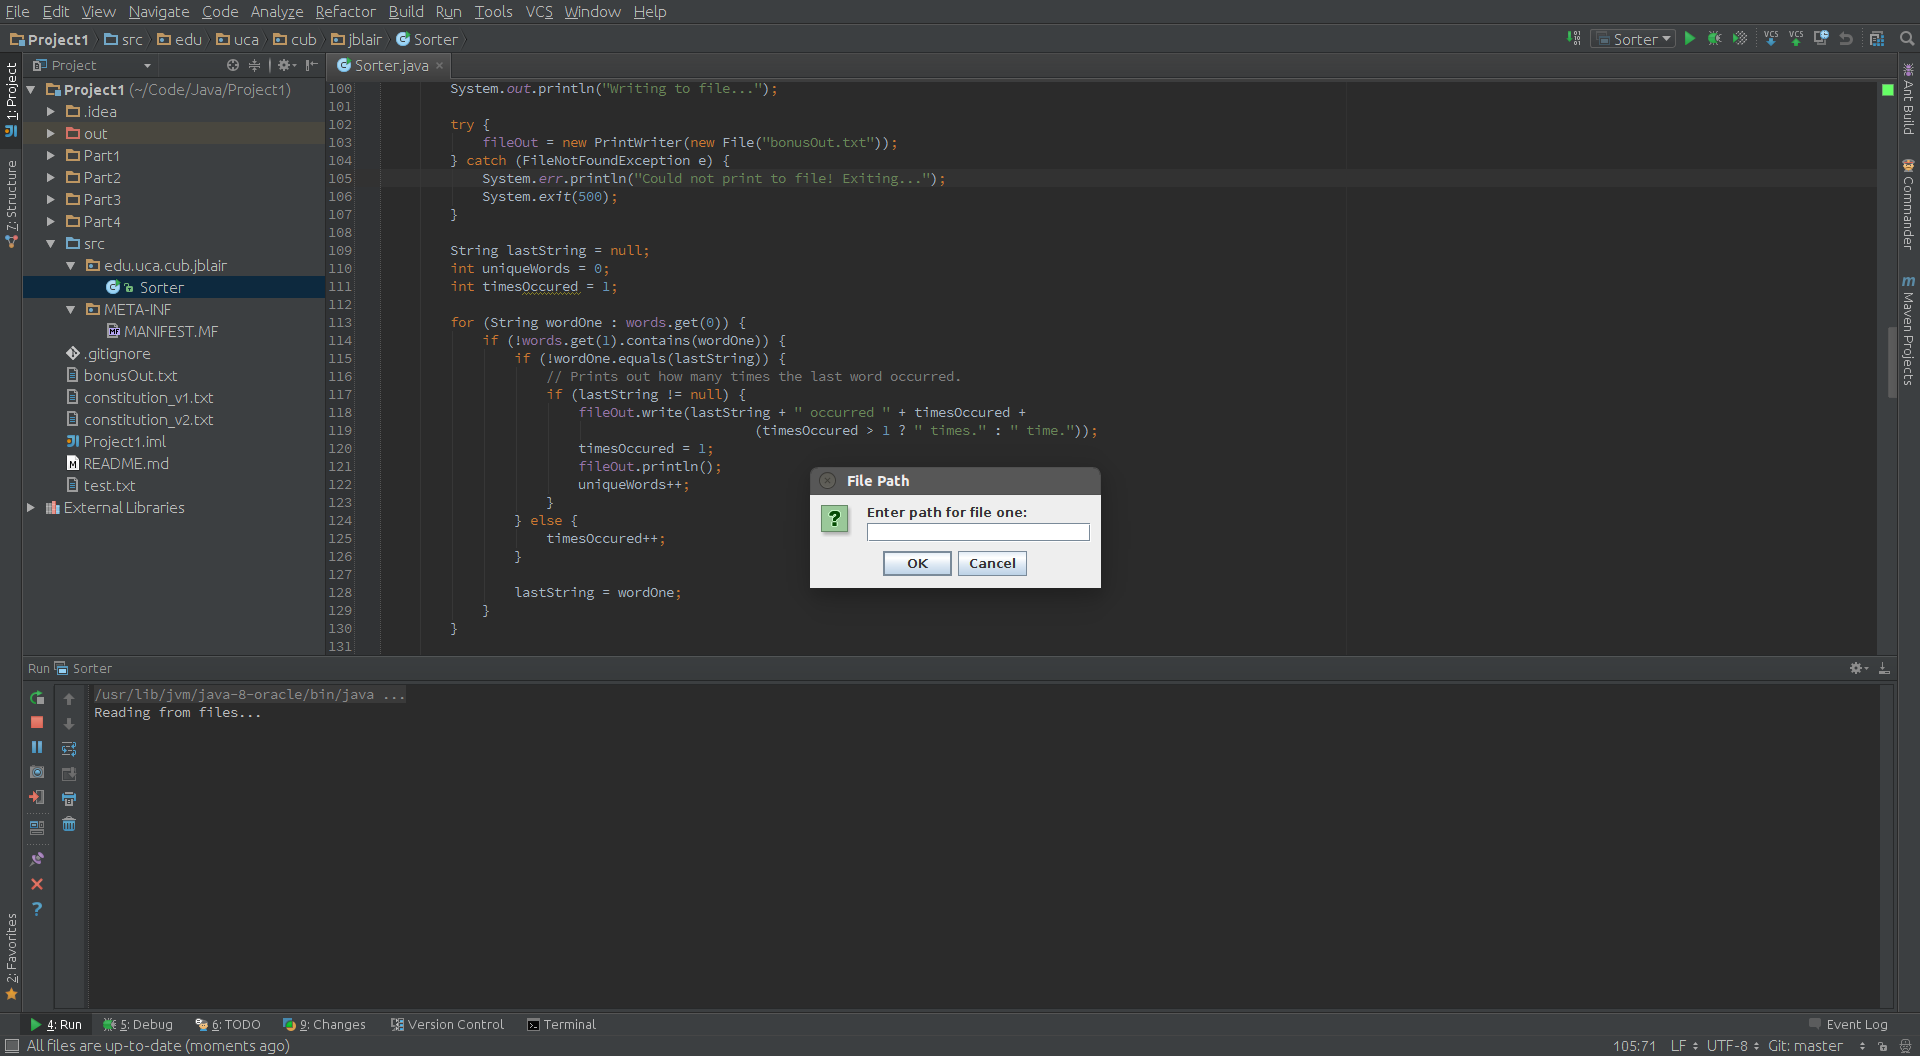 File Edit View Navigate Code Analyze Refactor Build Run Tools VCS Window Help
Project1 src edu uca cub jblair Sorter
Sorter
VCS VCS
Project
Sorter.java
1: Project
7: Structure
2: Favorites
Project1 (~/Code/Java/Project1)
.idea
out
Part1
Part2
Part3
Part4
src
edu.uca.cub.jblair
Sorter
META-INF
MANIFEST.MF
.gitignore
bonusOut.txt
constitution_v1.txt
constitution_v2.txt
Project1.iml
README.md
test.txt
External Libraries
100 System.out.println("Writing to file...");
101
102 try {
103 fileOut = new PrintWriter(new File("bonusOut.txt"));
104 } catch (FileNotFoundException e) {
105 System.err.println("Could not print to file! Exiting...");
106 System.exit(500);
107 }
108
109 String lastString = null;
110 int uniqueWords = 0;
111 int timesOccured = 1;
112
113 for (String wordOne : words.get(0)) {
114 if (!words.get(1).contains(wordOne)) {
115 if (!wordOne.equals(lastString)) {
116 // Prints out how many times the last word occurred.
117 if (lastString != null) {
118 fileOut.write(lastString + " occurred " + timesOccured +
119 (timesOccured > 1 ? " times." : " time."));
120 timesOccured = 1;
121 fileOut.println();
122 uniqueWords++;
123 }
124 } else {
125 timesOccured++;
126 }
127
128 lastString = wordOne;
129 }
130 }
131
File Path
Enter path for file one:
OK Cancel
Ant Build
Commander
Maven Projects
Run Sorter
/usr/lib/jvm/java-8-oracle/bin/java ...
Reading from files...
4: Run 5: Debug 6: TODO 9: Changes Version Control Terminal Event Log
All files are up-to-date (moments ago) 105:71 LF UTF-8 Git: master